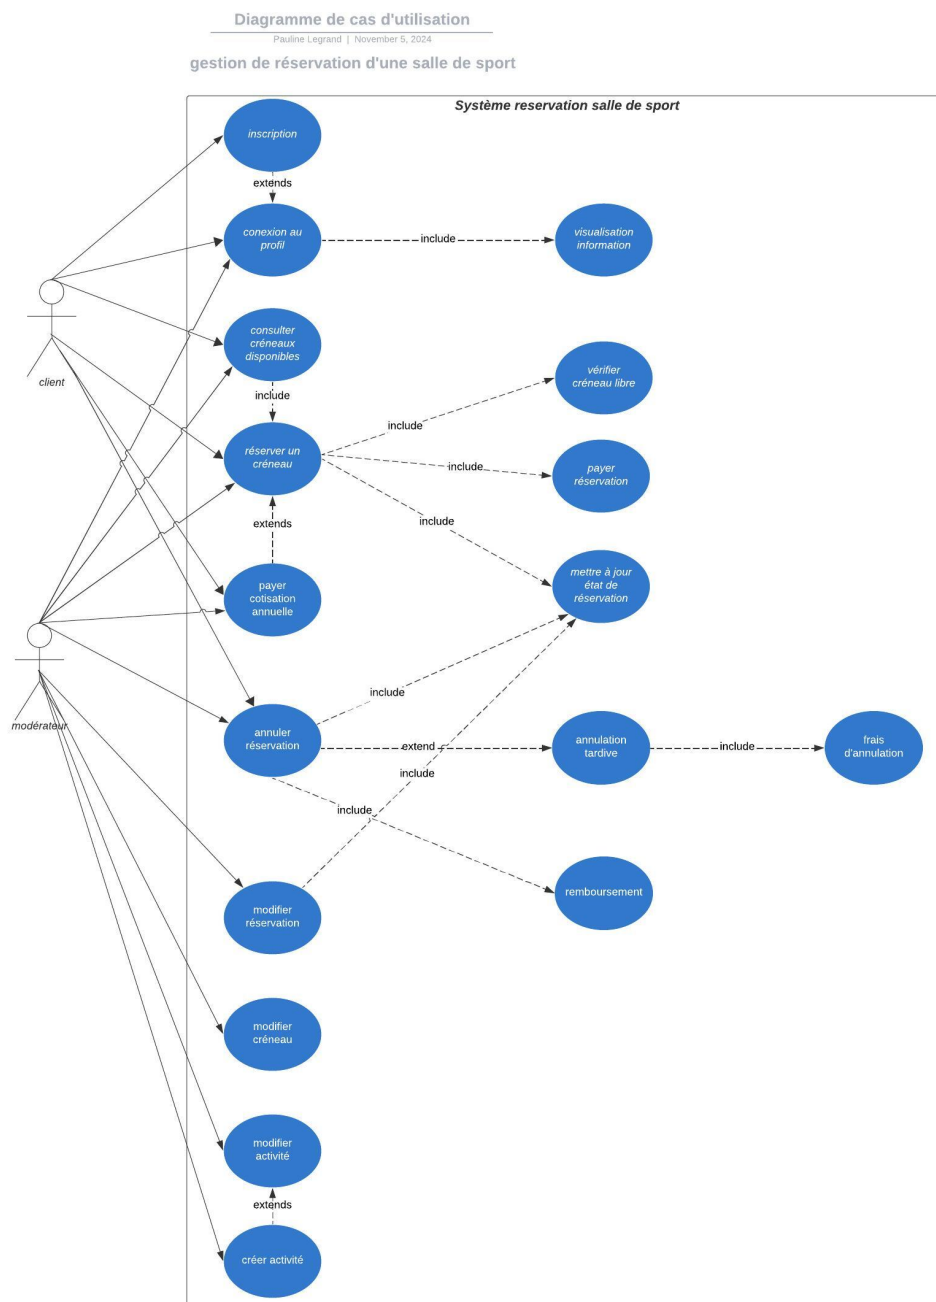 Diagramme de cas d'utilisation
Pauline Legrand | November 5, 2024
gestion de réservation d'une salle de sport
Système reservation salle de sport
inscription
extends
conexion au
profil
include
visualisation
information
client
consulter
créneaux
disponibles
include
vérifier
créneau libre
include
réserver un
créneau
include
payer
réservation
extends
include
payer
cotisation
annuelle
mettre à jour
état de
réservation
modérateur
include
annuler
réservation
extend
annulation
tardive
include
frais
d'annulation
include
include
remboursement
modifier
réservation
modifier
créneau
modifier
activité
extends
créer activité